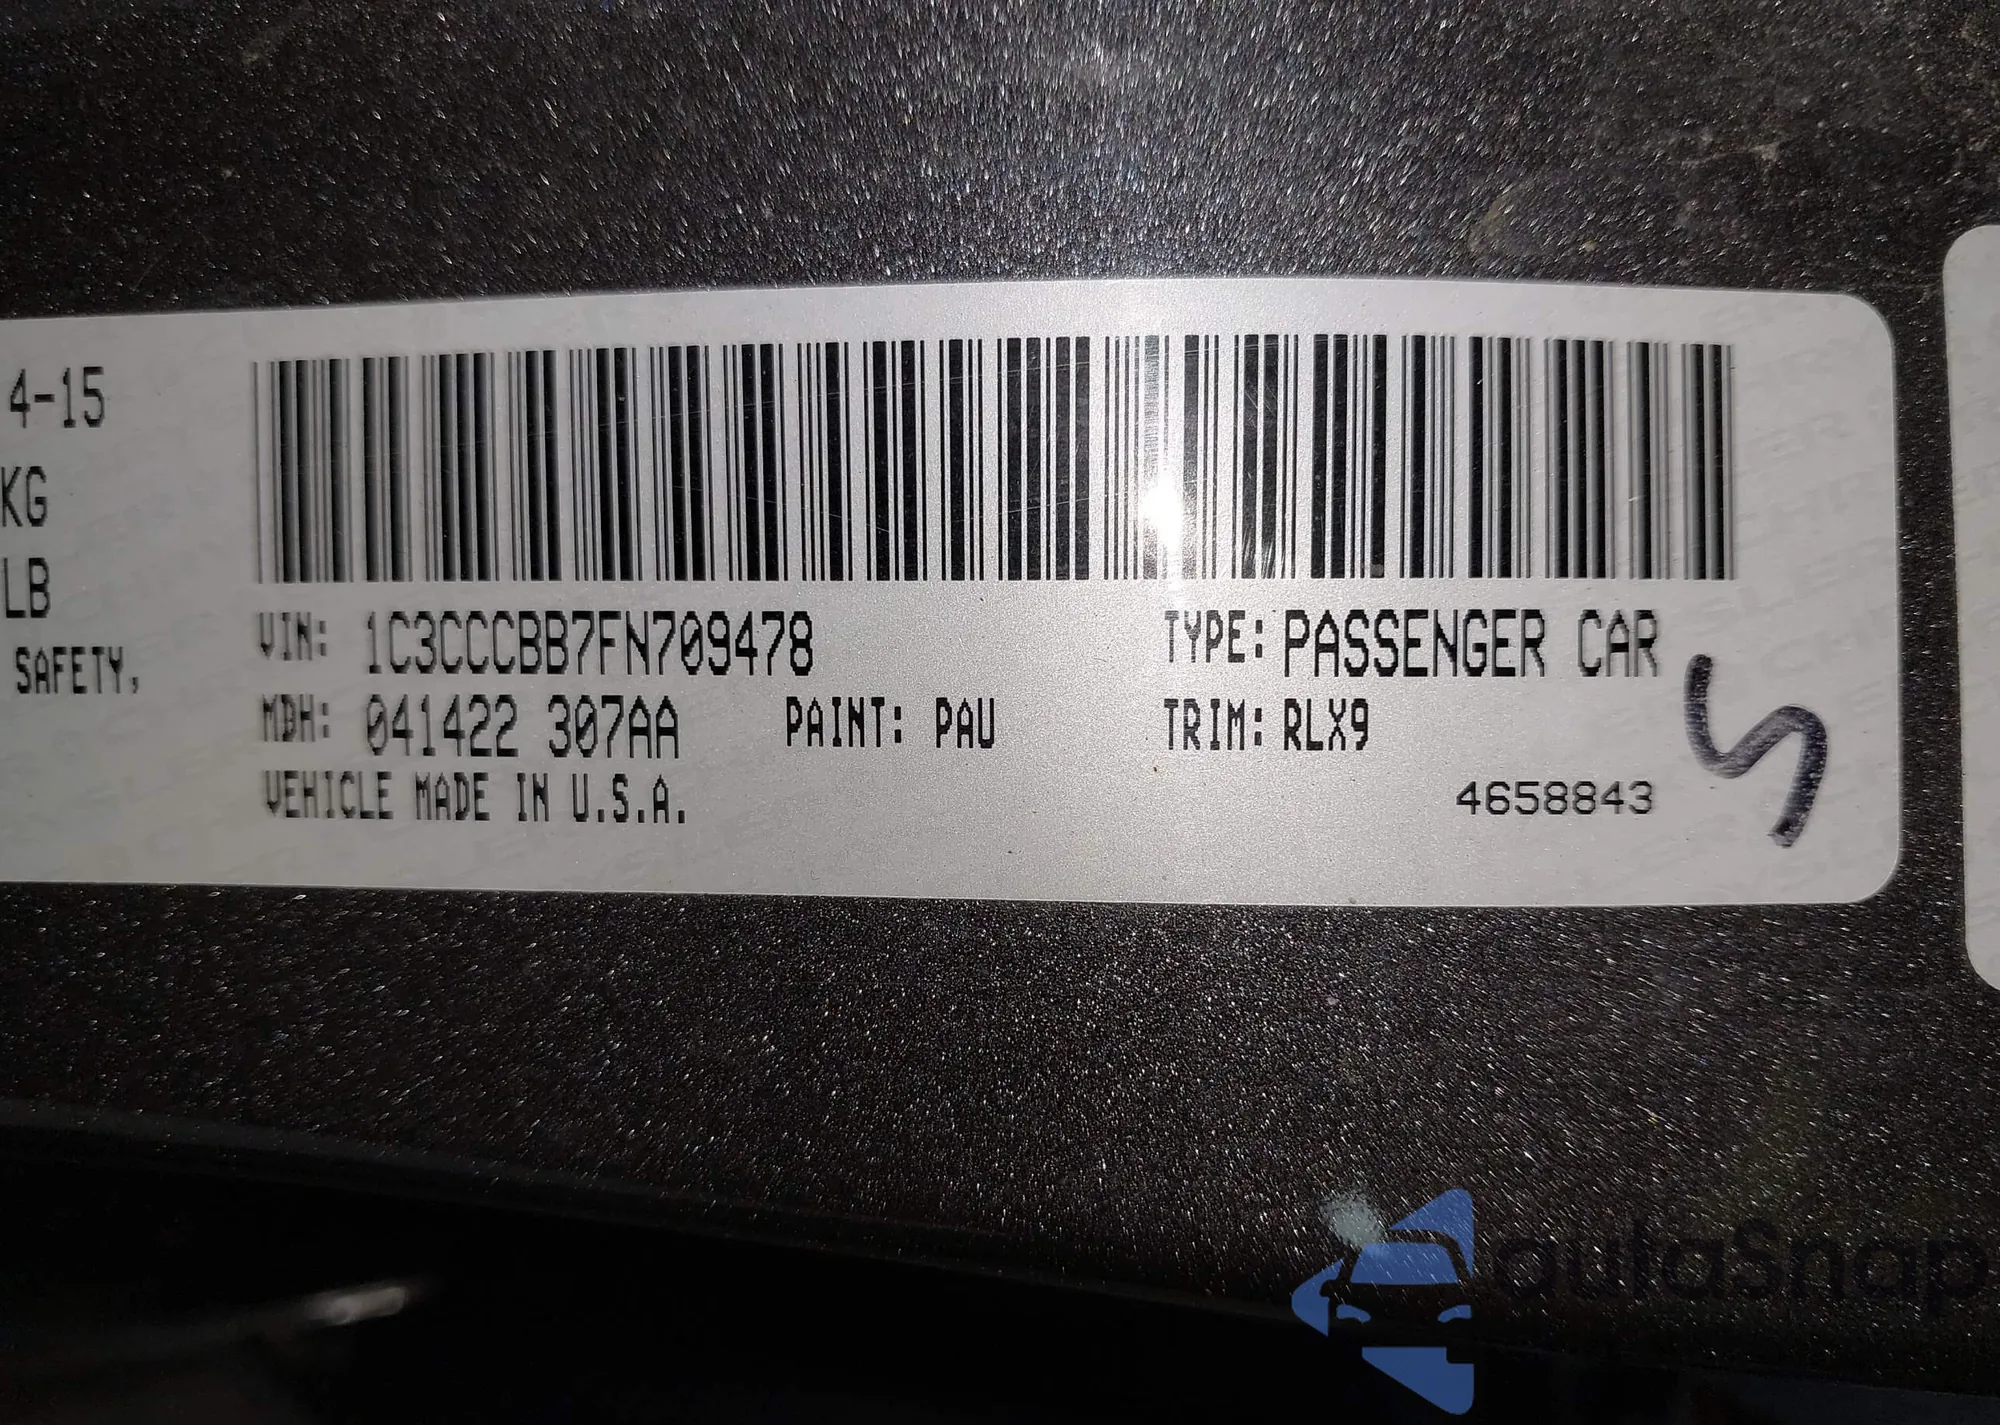 4-15
KG
LB
SAFETY,
VIN: 1C3CCCBB7FN709478 TYPE: PASSENGER CAR
MDH: 041422 307AA PAINT: PAU TRIM: RLX9
VEHICLE MADE IN U.S.A. 4658843
S
aulaSnap